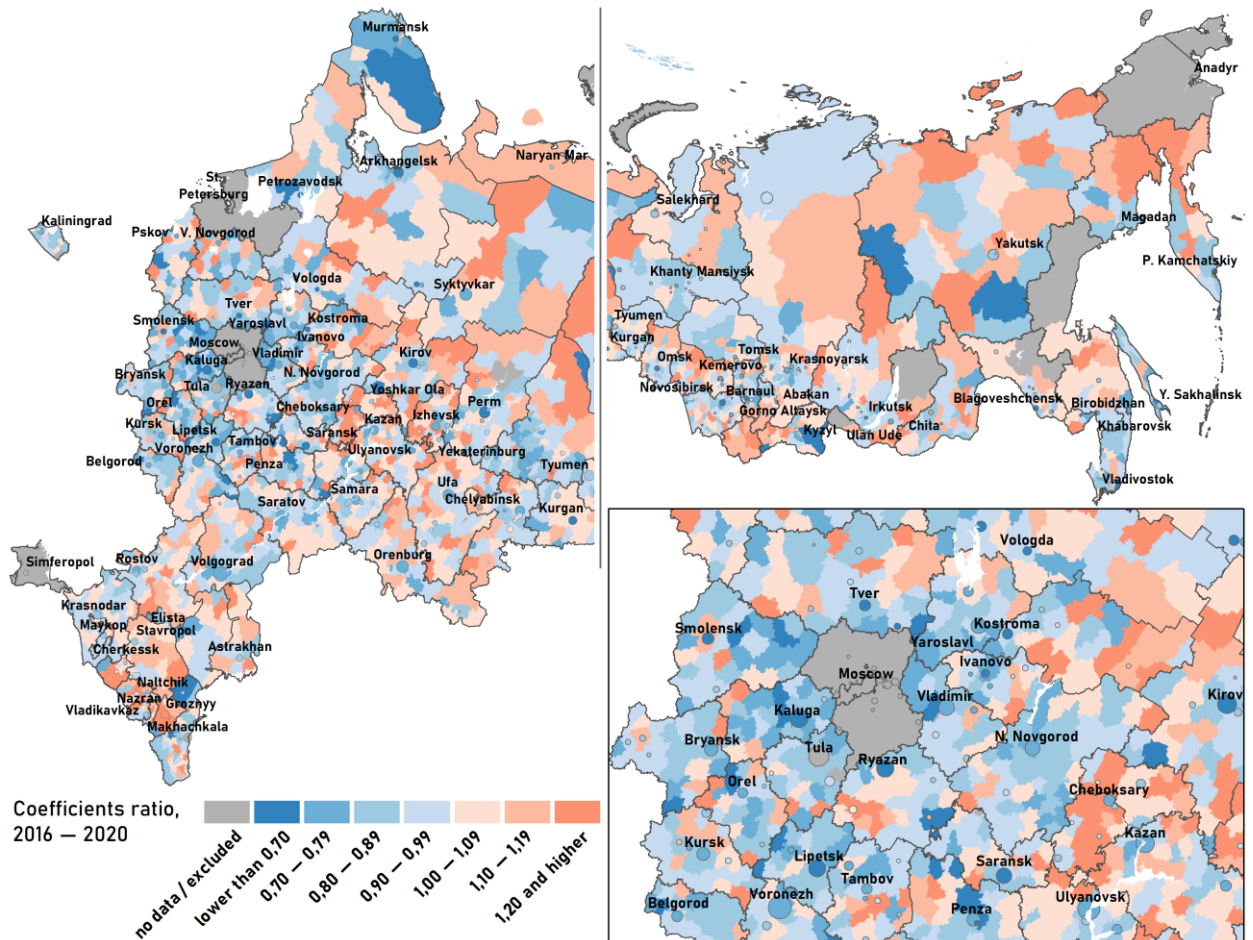 Murmansk
Arkhangelsk
Naryan Mar
St.
Petersburg
Petrozavodsk
Kaliningrad
Pskov
V. Novgorod
Vologda
Syktyvkar
Tver
Smolensk
Yaroslavl
Kostroma
Moscow
Ivanovo
Kaluga
Vladimir
Kirov
Bryansk
Tula
Ryazan
N. Novgorod
Yoshkar Ola
Orel
Cheboksary
Kazan
Izhevsk
Perm
Kursk
Lipetsk
Saransk
Voronezh
Tambov
Ulyanovsk
Yekaterinburg
Belgorod
Penza
Tyumen
Samara
Ufa
Saratov
Chelyabinsk
Kurgan
Orenburg
Simferopol
Rostov
Volgograd
Krasnodar
Elista
Maykop
Stavropol
Cherkessk
Astrakhan
Naltchik
Nazran
Groznyy
Vladikavkaz
Makhachkala
Anadyr
Salekhard
Magadan
Yakutsk
P. Kamchatskiy
Khanty Mansiysk
Tyumen
Kurgan
Omsk
Tomsk
Krasnoyarsk
Kemerovo
Novosibirsk
Barnaul
Abakan
Gorno Altaysk
Irkutsk
Blagoveshchensk
Birobidzhan
Y. Sakhalinsk
Kyzyl
Ulan Ude
Chita
Khabarovsk
Vladivostok
Vologda
Tver
Kostroma
Smolensk
Yaroslavl
Ivanovo
Moscow
Vladimir
Kirov
Kaluga
Bryansk
Tula
N. Novgorod
Ryazan
Orel
Cheboksary
Kursk
Kazan
Lipetsk
Saransk
Tambov
Voronezh
Ulyanovsk
Belgorod
Penza
Coefficients ratio,
2016 — 2020
no data / excluded
lower than 0,70
0,70 — 0,79
0,80 — 0,89
0,90 — 0,99
1,00 — 1,09
1,10 — 1,19
1,20 and higher